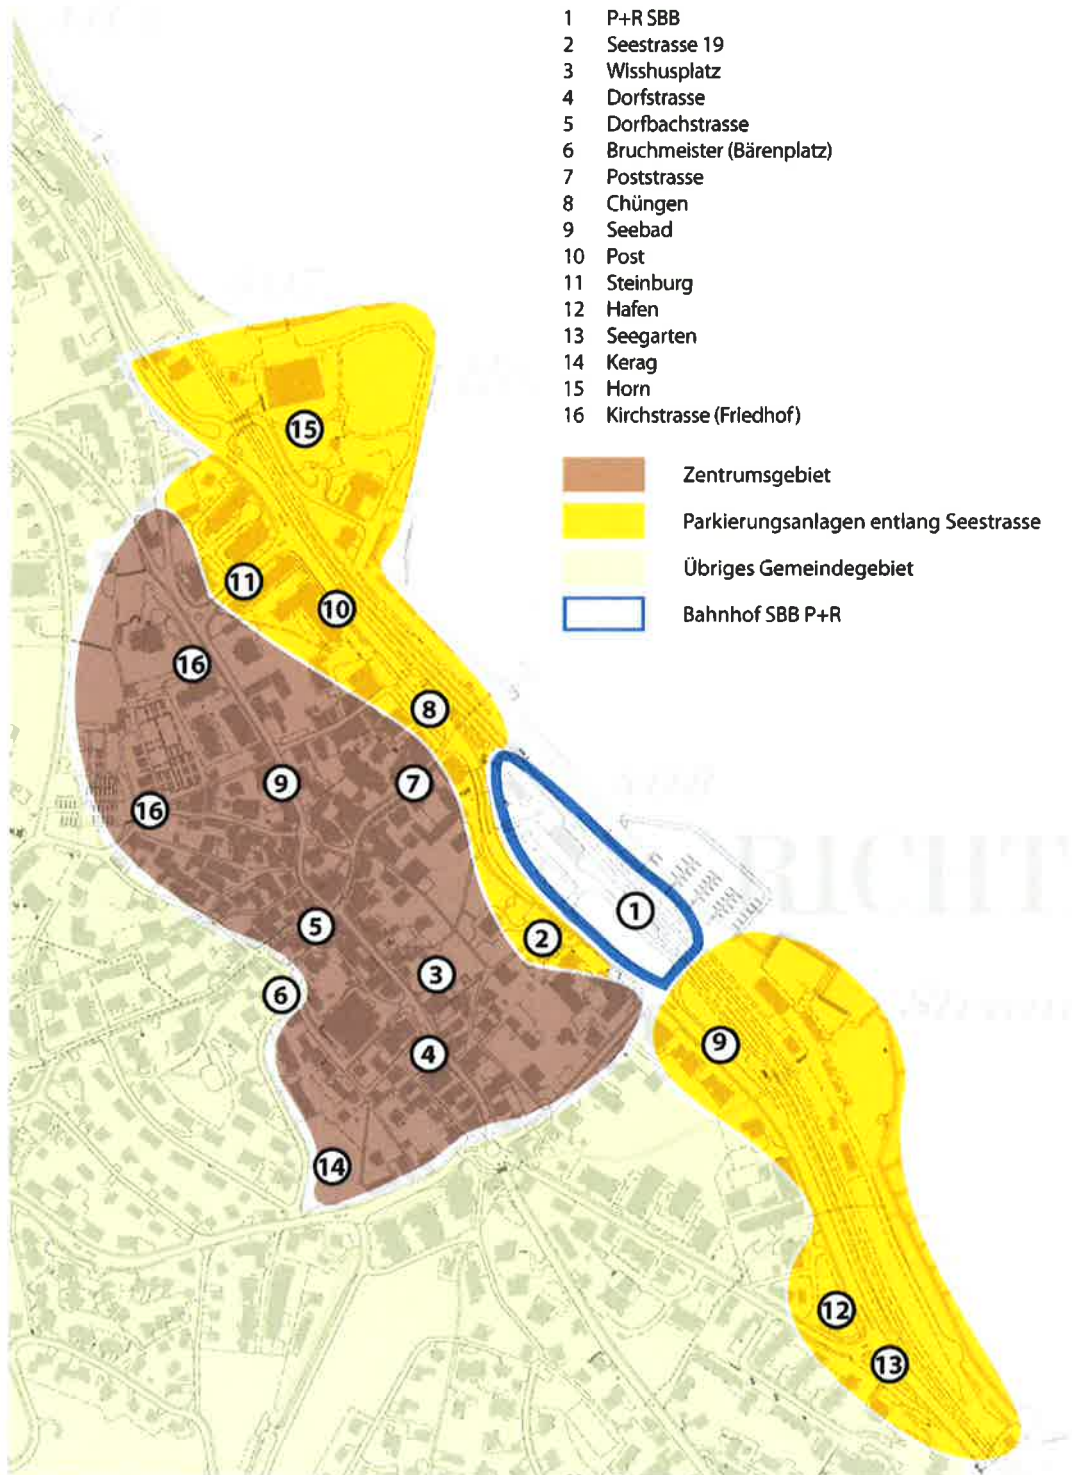 1 P+R SBB
2 Seestrasse 19
3 Wisshusplatz
4 Dorfstrasse
5 Dorfbachstrasse
6 Bruchmeister (Bärenplatz)
7 Poststrasse
8 Chüngen
9 Seebad
10 Post
11 Steinburg
12 Hafen
13 Seegarten
14 Kerag
15 Horn
16 Kirchstrasse (Friedhof)
Zentrumsgebiet
Parkierungsanlagen entlang Seestrasse
Übriges Gemeindegebiet
Bahnhof SBB P+R
15
11
10
16
8
9
7
16
RICHT
1
5
2
3
6
9
4
14
12
13